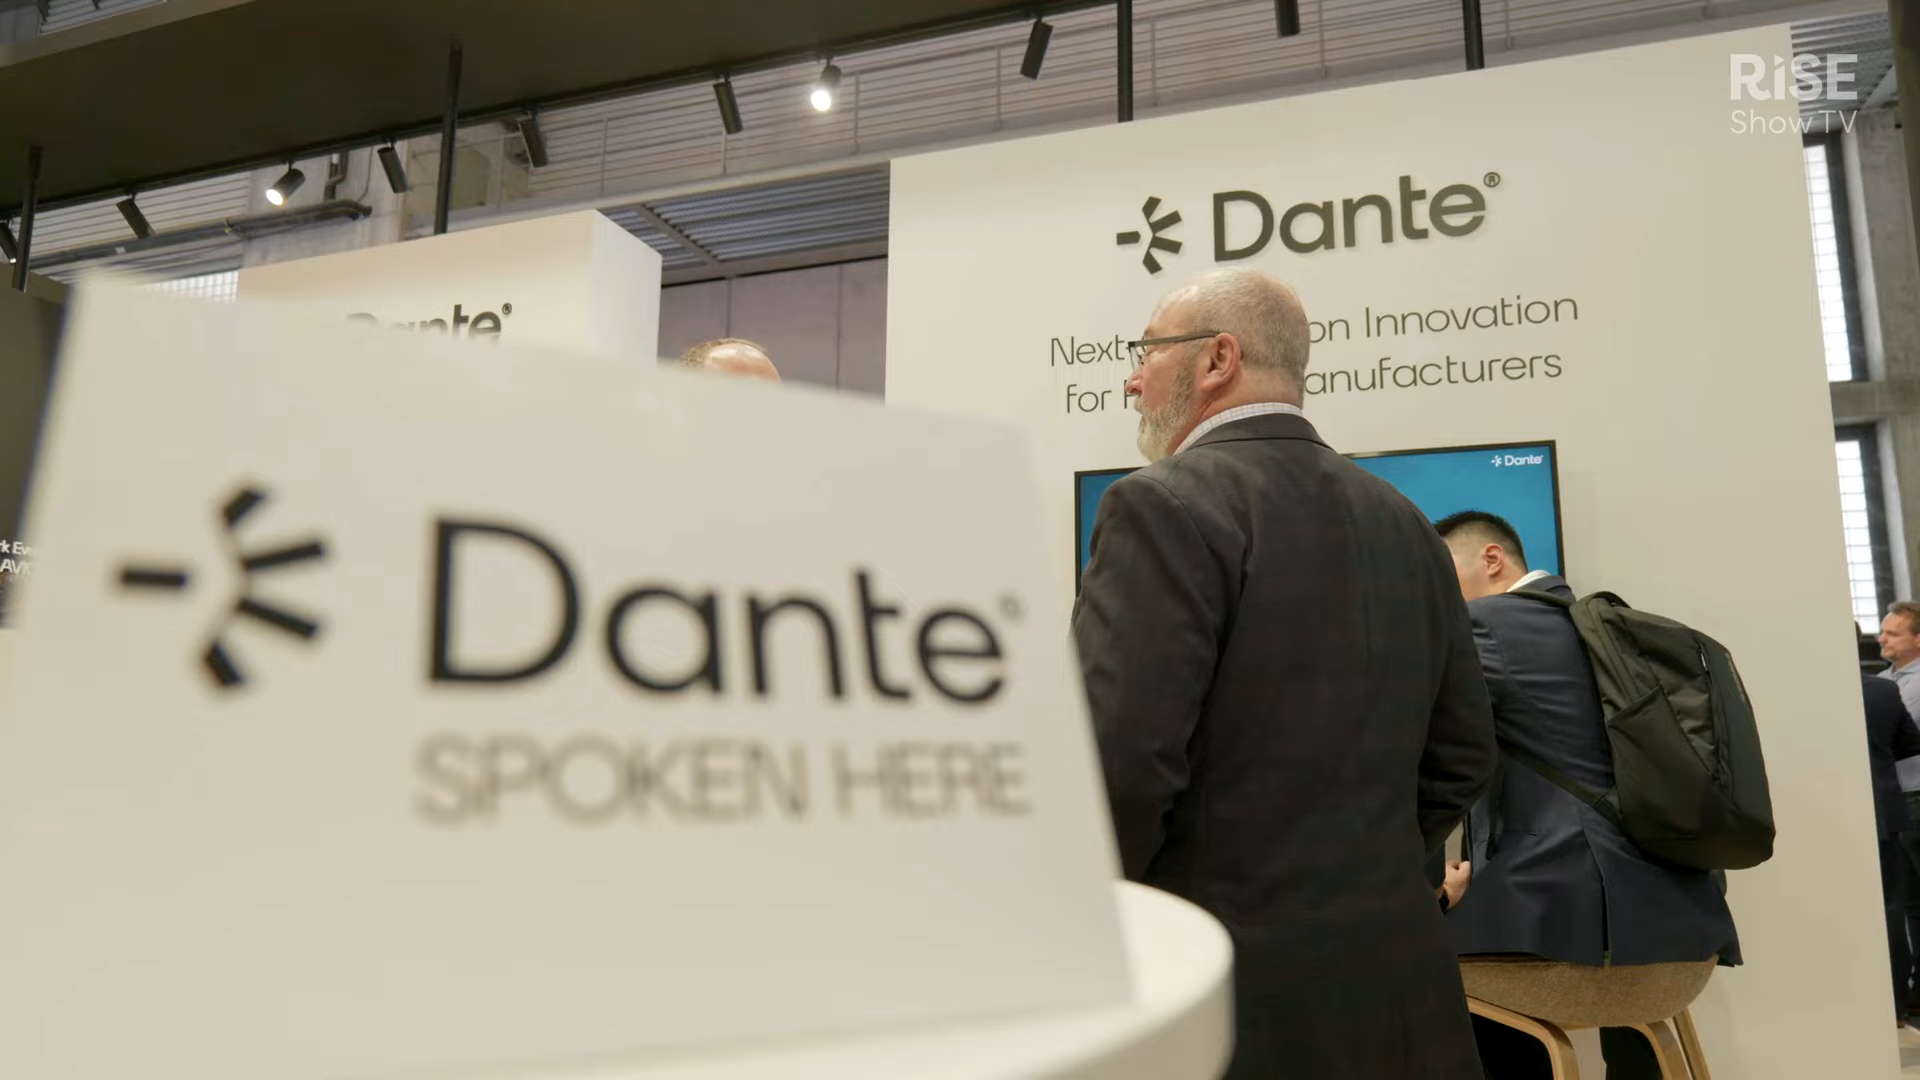 RiSE
Show TV
Dante®
Next on Innovation
for anufacturers
Dante®
Dante
Dante®
SPOKEN HERE